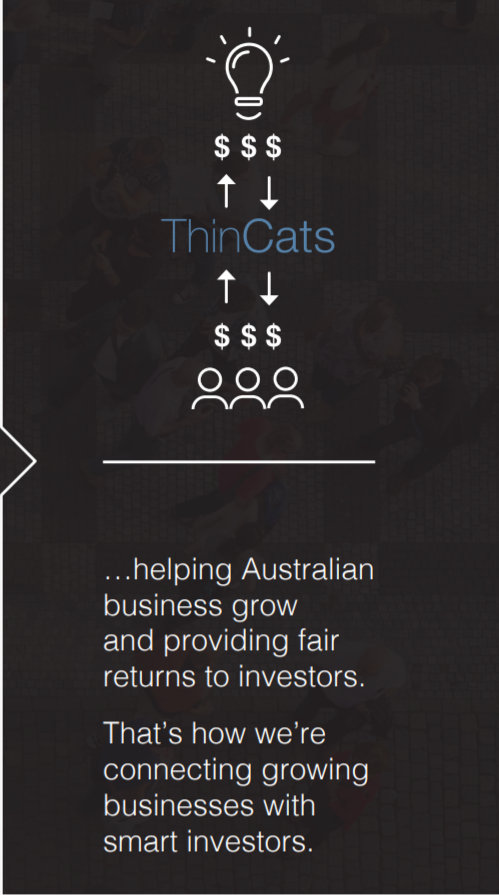 $ $ $
ThinCats
$ $ $
…helping Australian
business grow
and providing fair
returns to investors.
That’s how we’re
connecting growing
businesses with
smart investors.